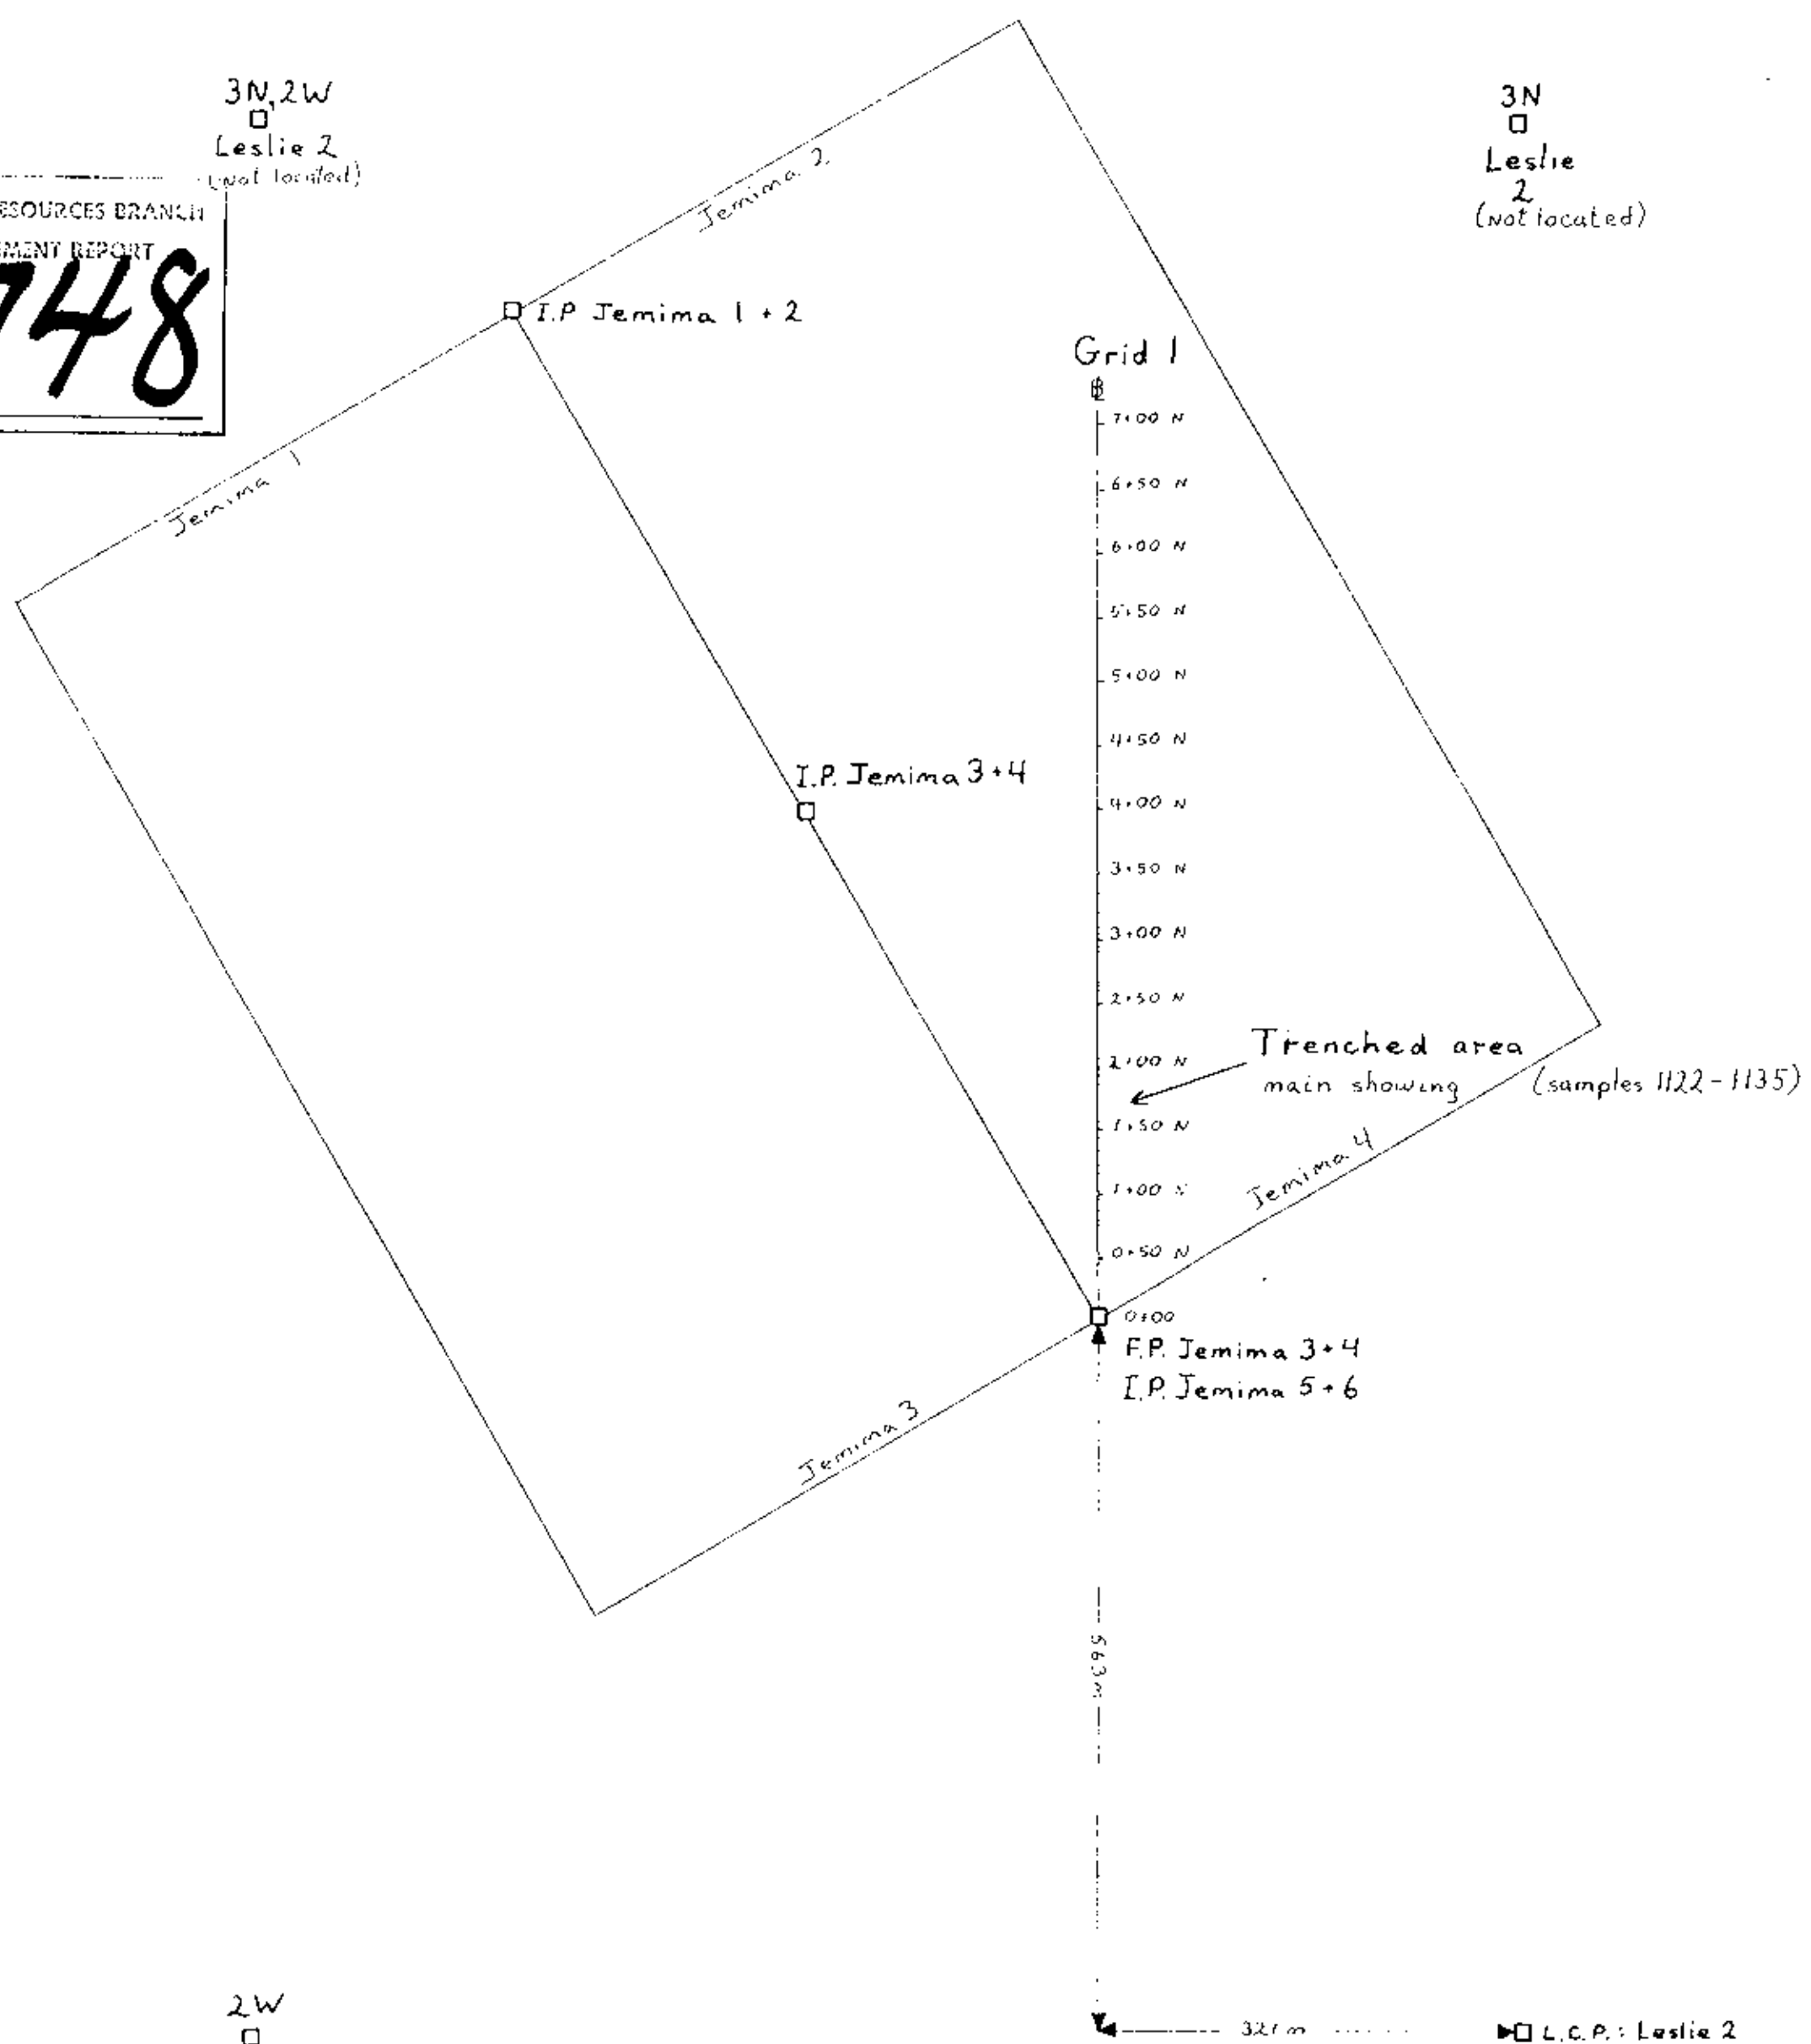 3N, 2W
Leslie 2
(not located)
3N
Leslie
2
(not located)
RESOURCES BRANCH
REPORT
748
Jemima 2
I.P Jemima 1 + 2
Grid 1
7+00 N
6+50 N
6+00 N
5+50 N
5+00 N
4+50 N
4+00 N
3+50 N
3+00 N
2+50 N
2+00 N
1+50 N
1+00 N
0+50 N
0+00
Jemima 1
I.P. Jemima 3+4
Trenched area
main showing
(samples 1122-1135)
Jemima 4
F.P. Jemima 3+4
I.P. Jemima 5+6
Jemima 3
2W
321 m
L.C.P.: Leslie 2